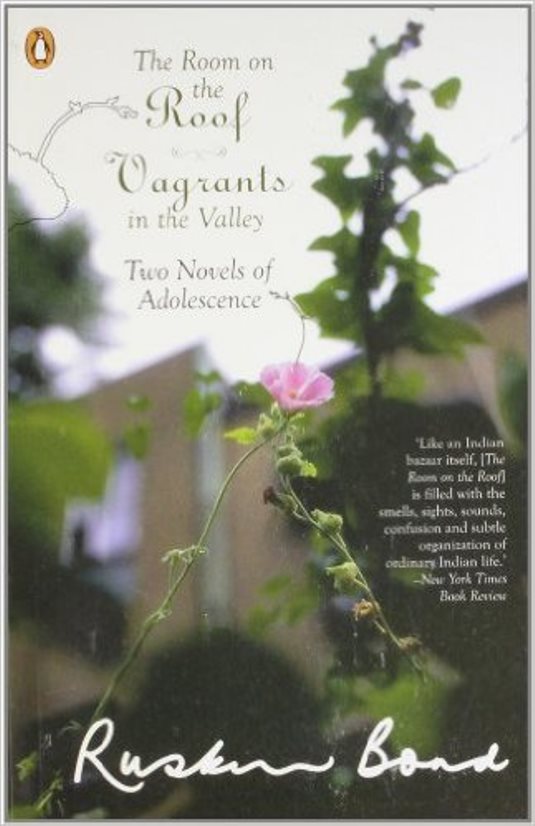 The Room on
the
Roof
Vagrants
in the Valley
Two Novels of
Adolescence
'Like an Indian
bazaar itself, [The
Room on the Roof]
is filled with the
smells, sights, sounds,
confusion and subtle
organization of
ordinary Indian life.'
–New York Times
Book Review
Ruskin Bond